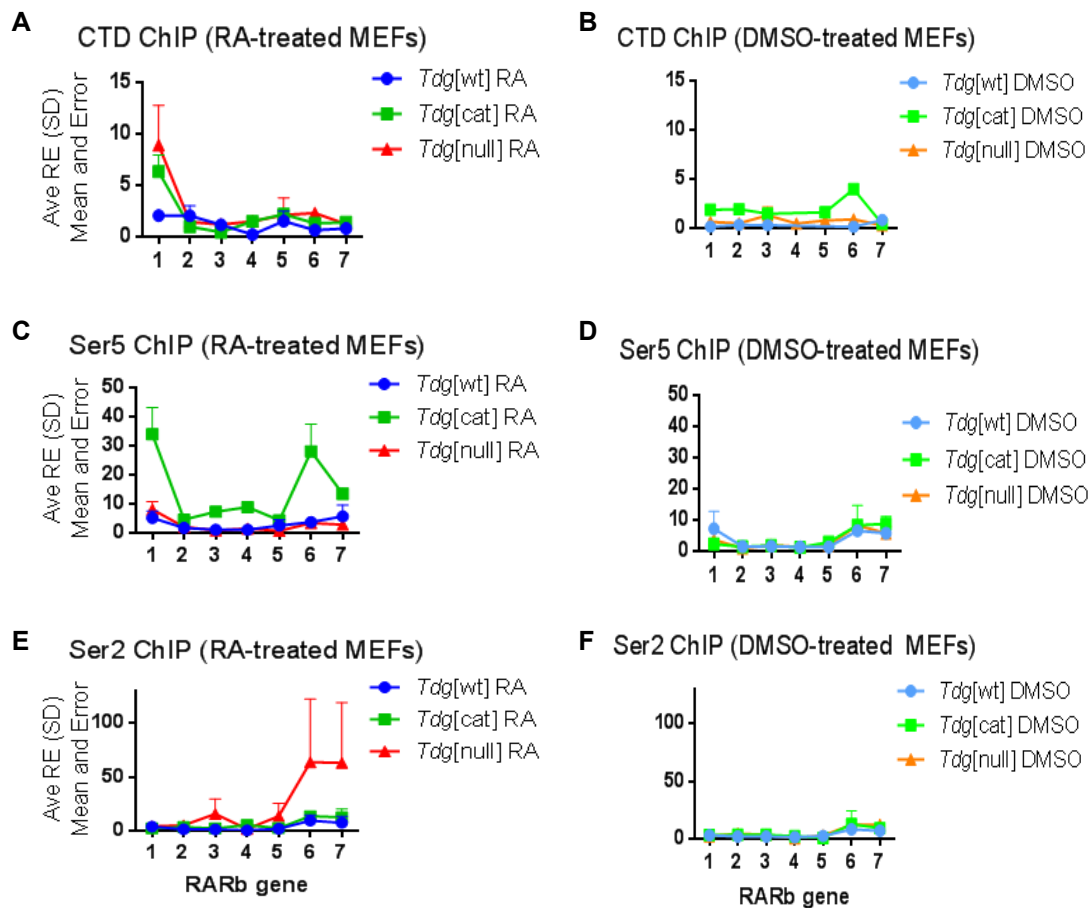 A
CTD ChIP (RA-treated MEFs)
Ave RE (SD)
Mean and Error
15
10
5
0
1 2 3 4 5 6 7
Tdg[wt] RA
Tdg[cat] RA
Tdg[null] RA
B
CTD ChIP (DMSO-treated MEFs)
15
10
5
0
1 2 3 4 5 6 7
Tdg[wt] DMSO
Tdg[cat] DMSO
Tdg[null] DMSO
C
Ser5 ChIP (RA-treated MEFs)
Ave RE (SD)
Mean and Error
50
40
30
20
10
0
1 2 3 4 5 6 7
Tdg[wt] RA
Tdg[cat] RA
Tdg[null] RA
D
Ser5 ChIP (DMSO-treated MEFs)
50
40
30
20
10
0
1 2 3 4 5 6 7
Tdg[wt] DMSO
Tdg[cat] DMSO
Tdg[null] DMSO
E
Ser2 ChIP (RA-treated MEFs)
Ave RE (SD)
Mean and Error
100
50
0
1 2 3 4 5 6 7
RARb gene
Tdg[wt] RA
Tdg[cat] RA
Tdg[null] RA
F
Ser2 ChIP (DMSO-treated MEFs)
100
50
0
1 2 3 4 5 6 7
RARb gene
Tdg[wt] DMSO
Tdg[cat] DMSO
Tdg[null] DMSO